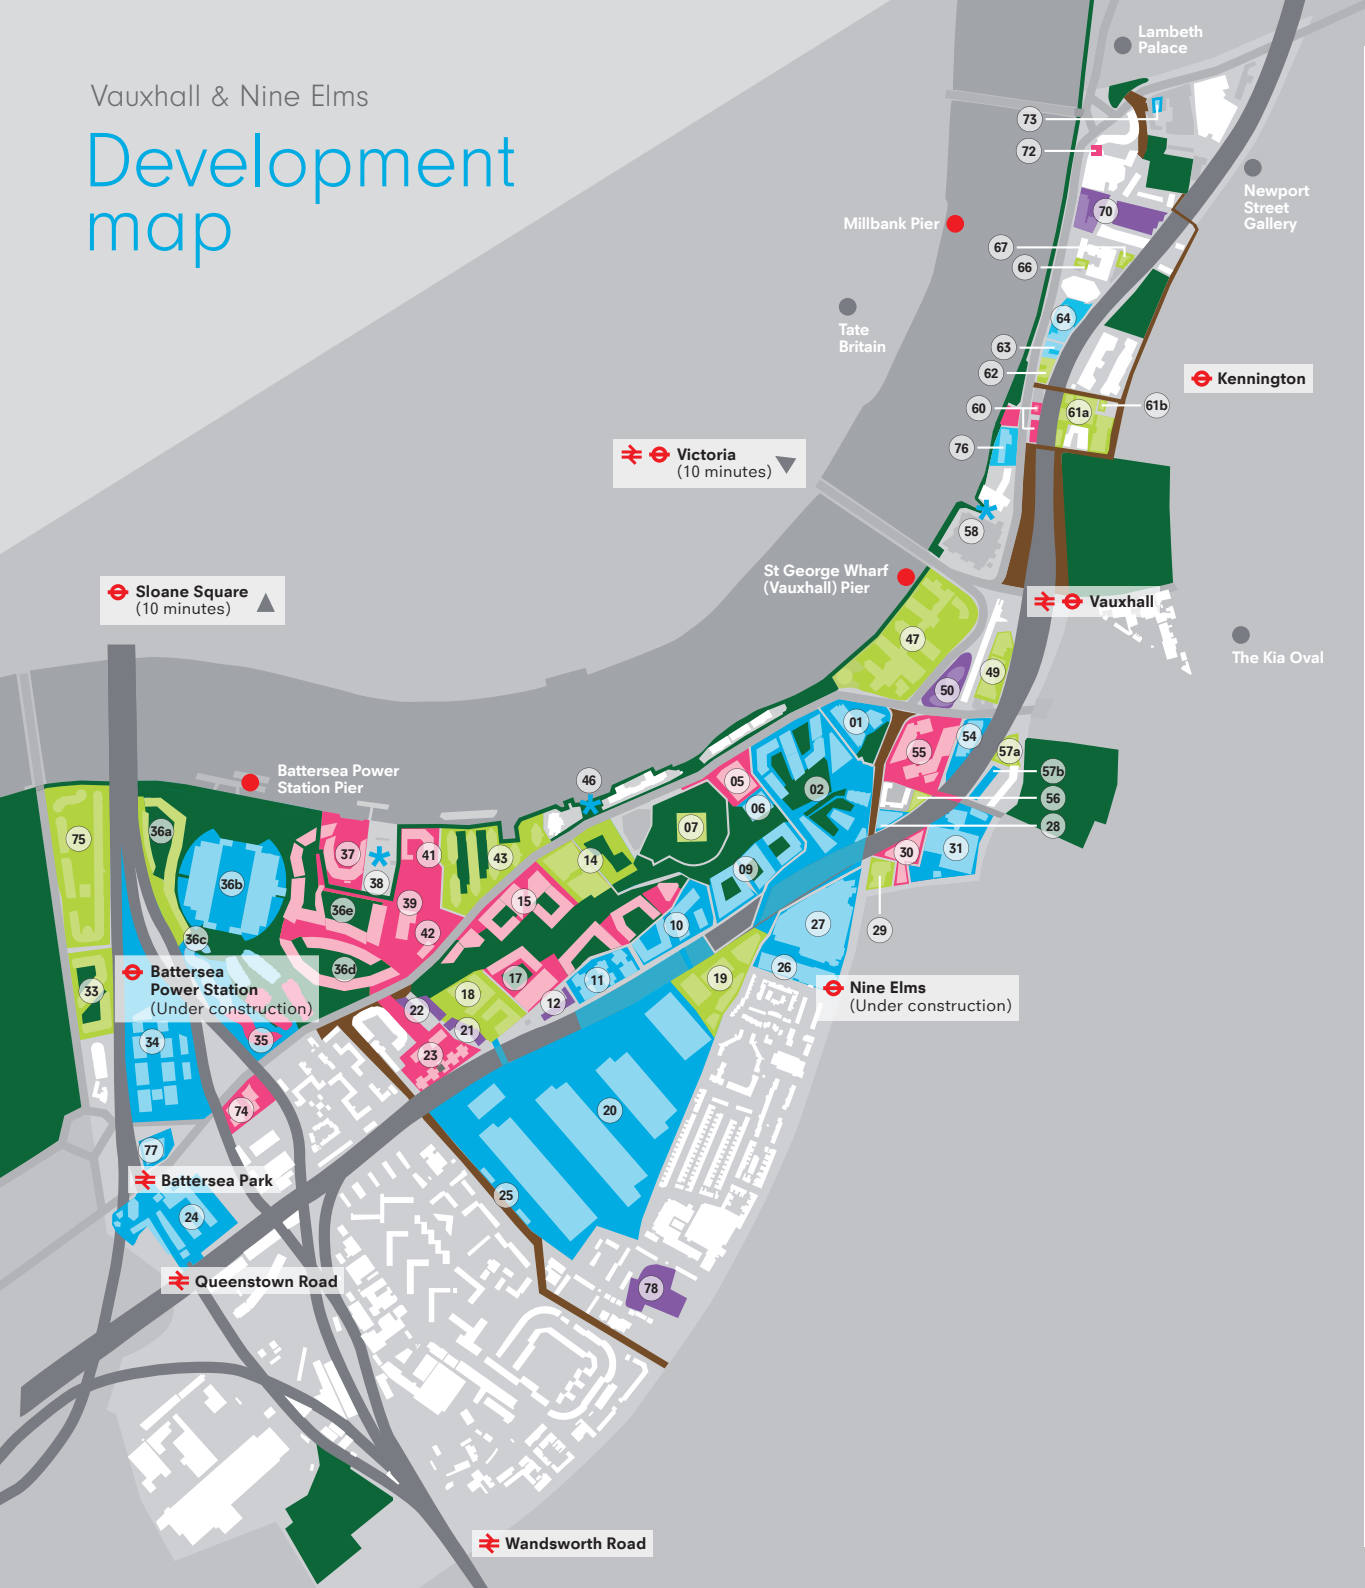 Vauxhall & Nine Elms
Development
map
Lambeth
Palace
73
72
Newport
Street
Gallery
70
Millbank Pier
67
66
Tate
Britain
64
63
62
Kennington
60
61a
61b
76
Victoria
(10 minutes)
58
St George Wharf
(Vauxhall) Pier
Sloane Square
(10 minutes)
Vauxhall
47
The Kia Oval
49
50
01
54
55
57a
57b
56
28
Battersea Power
Station Pier
46
05
02
06
07
75
36a
37
41
43
14
38
36b
30
31
09
39
15
36e
42
10
27
29
36c
36d
26
Battersea
Power Station
(Under construction)
33
17
11
19
18
12
Nine Elms
(Under construction)
22
21
34
35
23
74
20
77
Battersea Park
25
24
Queenstown Road
78
Wandsworth Road